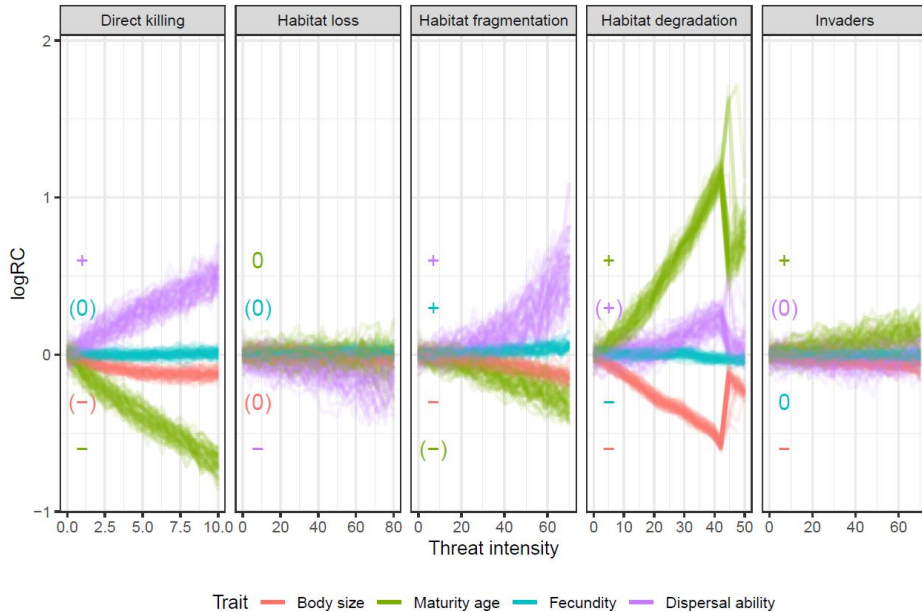 Direct killing Habitat loss Habitat fragmentation Habitat degradation Invaders
2
1
+ 0 + + +
(0) (0) + (+) (0)
logRC
0
(−) (0) − − 0
− − (−) − −
−1
0.0 2.5 5.0 7.5 10.0 0 20 40 60 80 0 20 40 60 0 10 20 30 40 50 0 20 40 60
Threat intensity
Trait Body size Maturity age Fecundity Dispersal ability